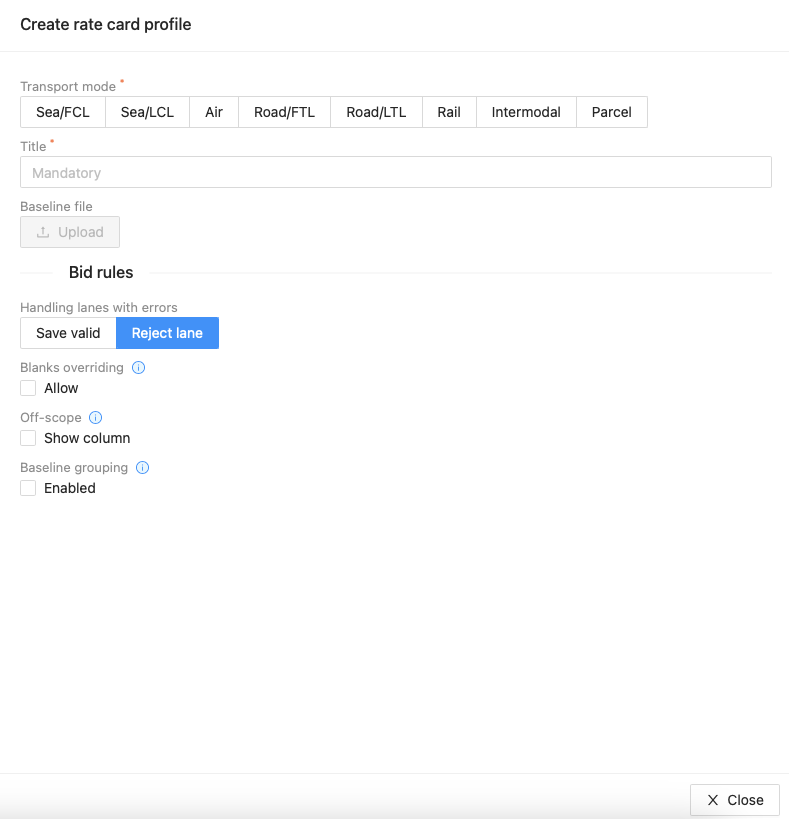 Create rate card profile
Transport mode *
Sea/FCL Sea/LCL Air Road/FTL Road/LTL Rail Intermodal Parcel
Title *
Mandatory
Baseline file
Upload
Bid rules
Handling lanes with errors
Save valid Reject lane
Blanks overriding
Allow
Off-scope
Show column
Baseline grouping
Enabled
Close